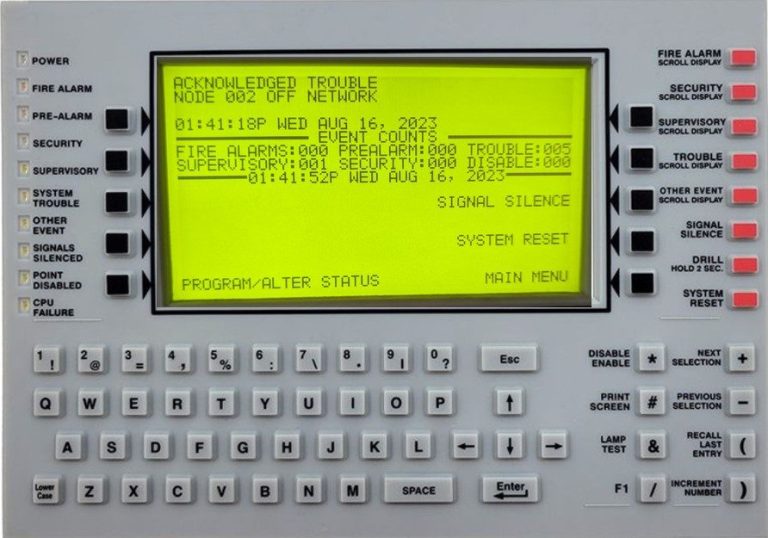 POWER
FIRE ALARM
PRE-ALARM
SECURITY
SUPERVISORY
SYSTEM
TROUBLE
OTHER
EVENT
SIGNALS
SILENCED
POINT
DISABLED
CPU
FAILURE
ACKNOWLEDGED TROUBLE
NODE 002 OFF NETWORK
01:41:18P WED AUG 16, 2023
EVENT COUNTS
FIRE ALARMS:000 PREALARM:000 TROUBLE:005
SUPERVISORY:001 SECURITY:000 DISABLE:000
01:41:52P WED AUG 16, 2023
SIGNAL SILENCE
SYSTEM RESET
PROGRAM/ALTER STATUS MAIN MENU
FIRE ALARM
SCROLL DISPLAY
SECURITY
SCROLL DISPLAY
SUPERVISORY
SCROLL DISPLAY
TROUBLE
SCROLL DISPLAY
OTHER EVENT
SCROLL DISPLAY
SIGNAL
SILENCE
DRILL
HOLD 2 SEC.
SYSTEM
RESET
1 ! 2 @ 3 = 4 , 5 % 6 : 7 \ 8 . 9 | 0 ? Esc
Q W E R T Y U I O P ↑
A S D F G H J K L ← ↓ →
Lower
Case
Z X C V B N M SPACE Enter
DISABLE
ENABLE
*
NEXT
SELECTION
+
PRINT
SCREEN
#
PREVIOUS
SELECTION
−
LAMP
TEST
&
RECALL
LAST
ENTRY
(
F1 /
INCREMENT
NUMBER
)